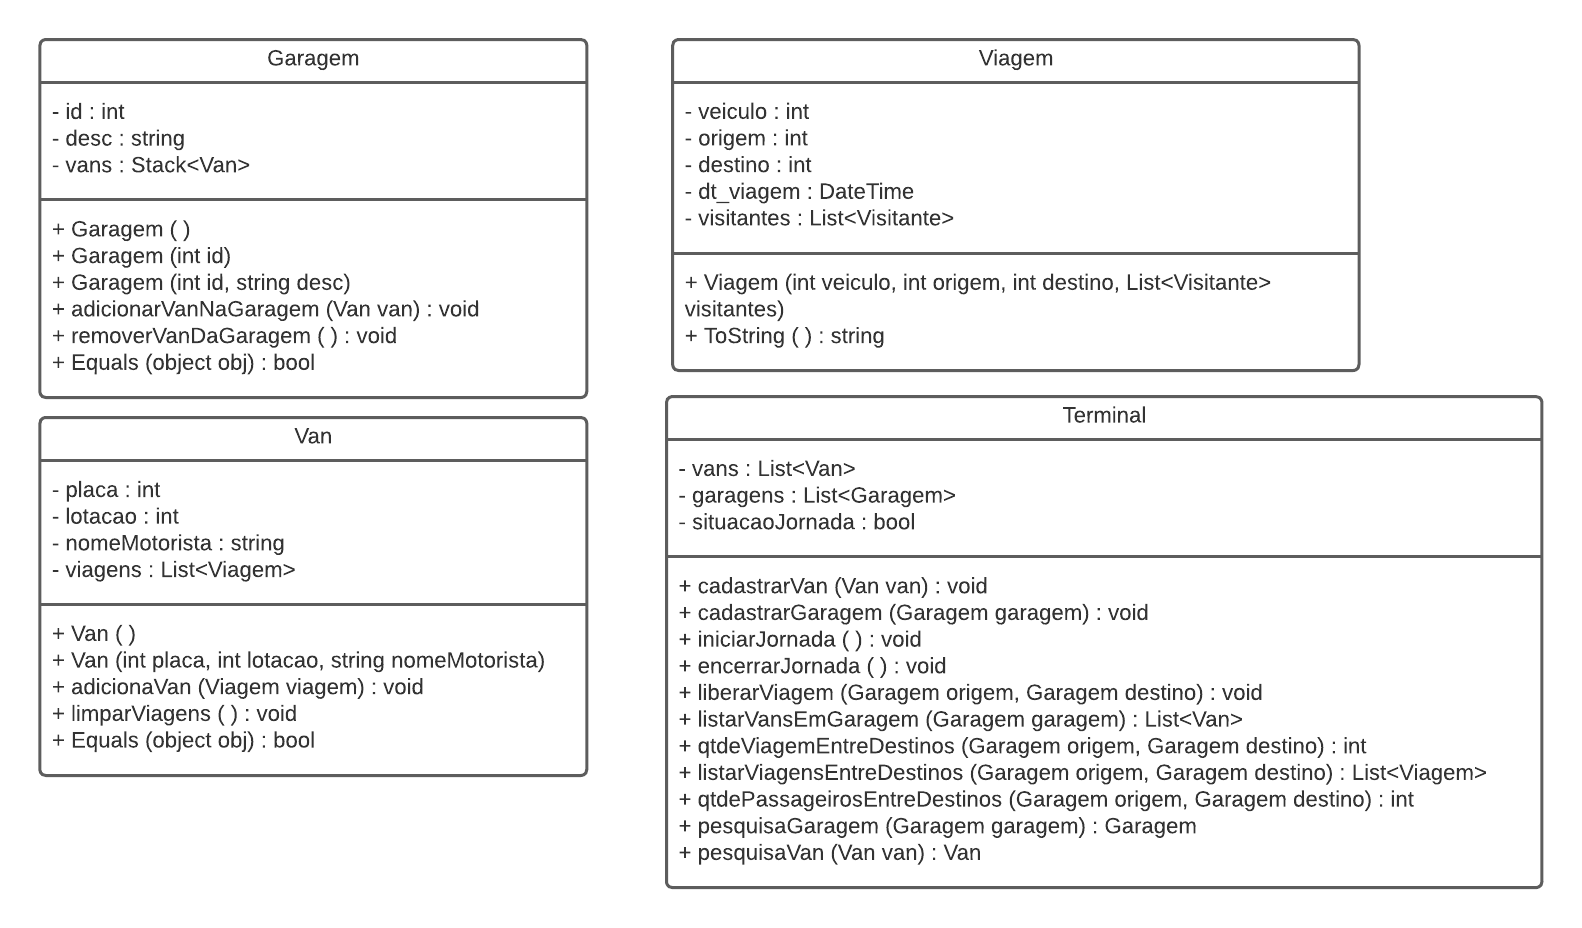 Garagem
- id : int
- desc : string
- vans : Stack<Van>
+ Garagem ( )
+ Garagem (int id)
+ Garagem (int id, string desc)
+ adicionarVanNaGaragem (Van van) : void
+ removerVanDaGaragem ( ) : void
+ Equals (object obj) : bool
Van
- placa : int
- lotacao : int
- nomeMotorista : string
- viagens : List<Viagem>
+ Van ( )
+ Van (int placa, int lotacao, string nomeMotorista)
+ adicionaVan (Viagem viagem) : void
+ limparViagens ( ) : void
+ Equals (object obj) : bool
Viagem
- veiculo : int
- origem : int
- destino : int
- dt_viagem : DateTime
- visitantes : List<Visitante>
+ Viagem (int veiculo, int origem, int destino, List<Visitante>
visitantes)
+ ToString ( ) : string
Terminal
- vans : List<Van>
- garagens : List<Garagem>
- situacaoJornada : bool
+ cadastrarVan (Van van) : void
+ cadastrarGaragem (Garagem garagem) : void
+ iniciarJornada ( ) : void
+ encerrarJornada ( ) : void
+ liberarViagem (Garagem origem, Garagem destino) : void
+ listarVansEmGaragem (Garagem garagem) : List<Van>
+ qtdeViagemEntreDestinos (Garagem origem, Garagem destino) : int
+ listarViagensEntreDestinos (Garagem origem, Garagem destino) : List<Viagem>
+ qtdePassageirosEntreDestinos (Garagem origem, Garagem destino) : int
+ pesquisaGaragem (Garagem garagem) : Garagem
+ pesquisaVan (Van van) : Van